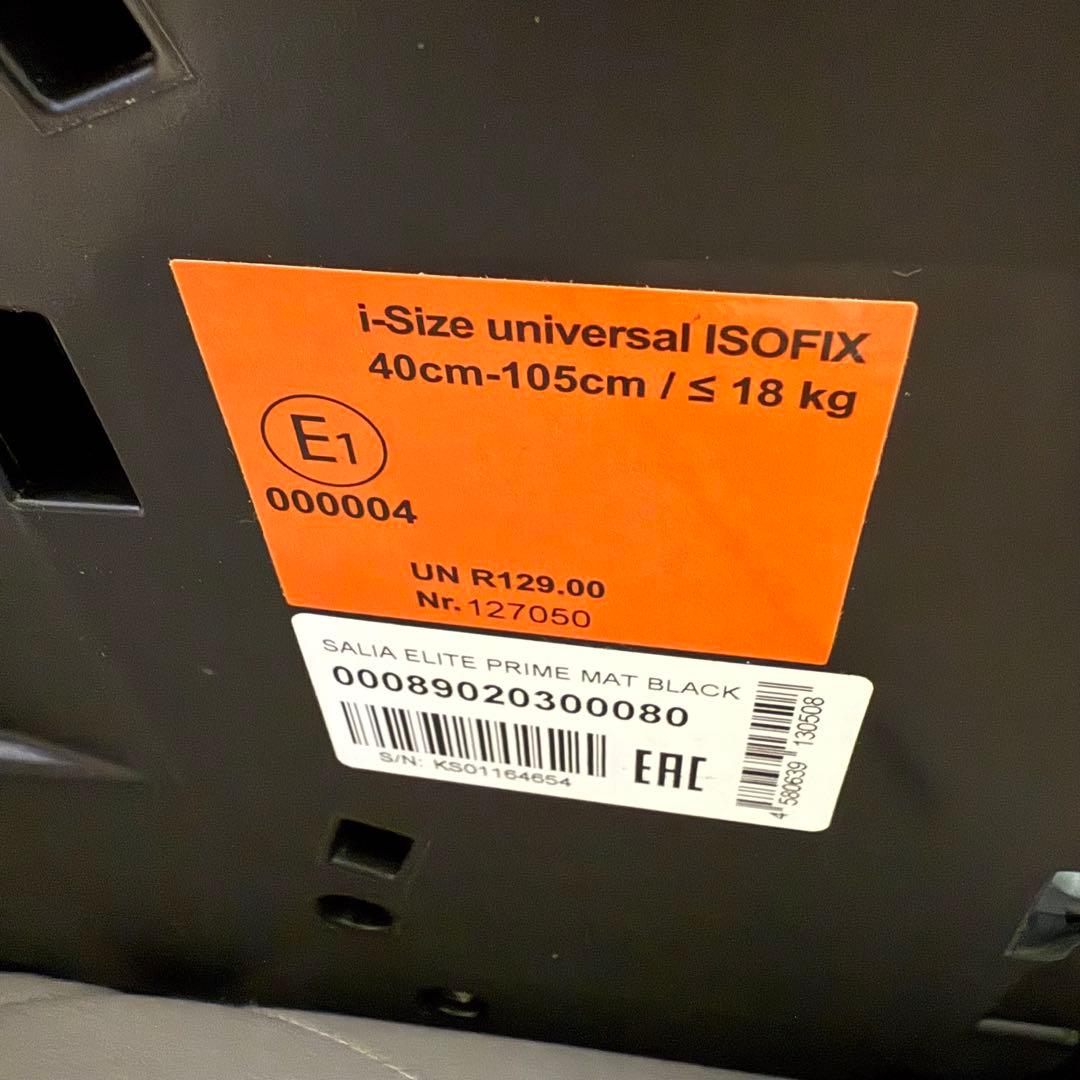 i-Size universal ISOFIX
40cm-105cm / ≤ 18 kg
E1
000004
UN R129.00
Nr. 127050
SALIA ELITE PRIME MAT BLACK
00089020300080
S/N: KS01164654
EAC
4 580639 130508